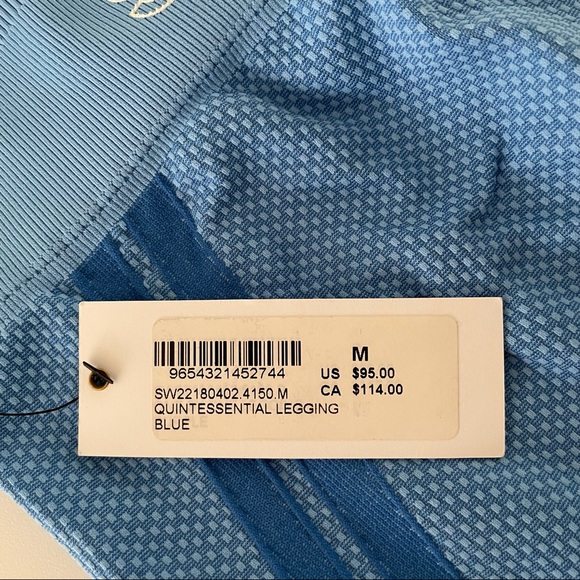 M
9654321452744
US $95.00
SW22180402.4150.M
CA $114.00
QUINTESSENTIAL LEGGING
BLUE